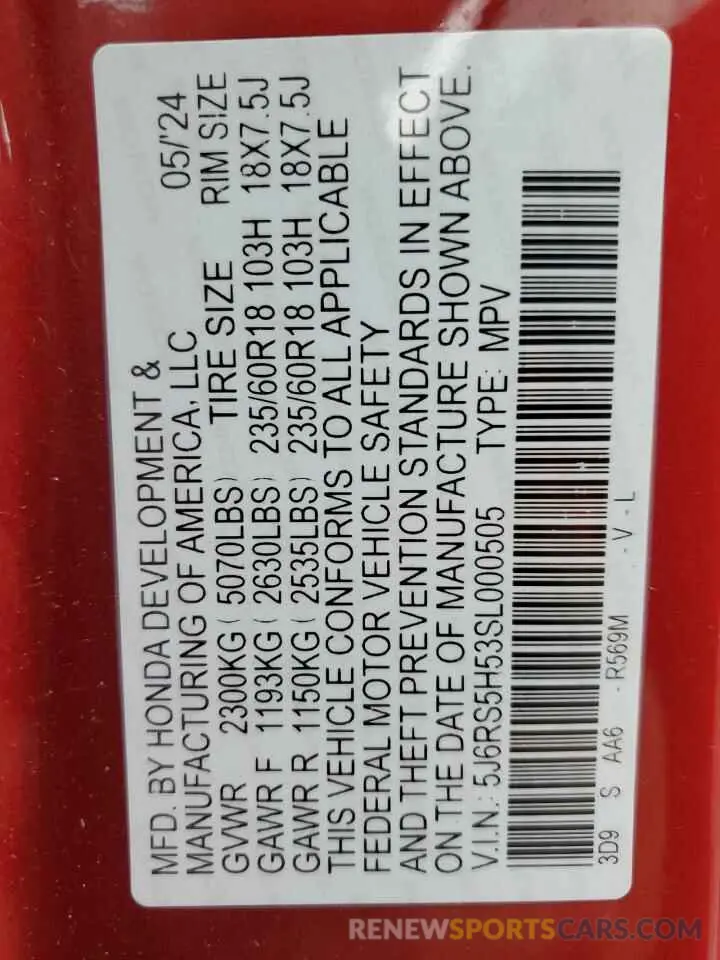 MFD. BY HONDA DEVELOPMENT &
MANUFACTURING OF AMERICA, LLC 05/'24
GVWR 2300KG ( 5070LBS) TIRE SIZE RIM SIZE
GAWR F 1193KG ( 2630LBS) 235/60R18 103H 18X7.5J
GAWR R 1150KG ( 2535LBS) 235/60R18 103H 18X7.5J
THIS VEHICLE CONFORMS TO ALL APPLICABLE
FEDERAL MOTOR VEHICLE SAFETY
AND THEFT PREVENTION STANDARDS IN EFFECT
ON THE DATE OF MANUFACTURE SHOWN ABOVE.
V.I.N.: 5J6RS5H53SL000505 TYPE: MPV
3D9 S AA6 - R569M - V - L
RENEWSPORTSCARS.COM